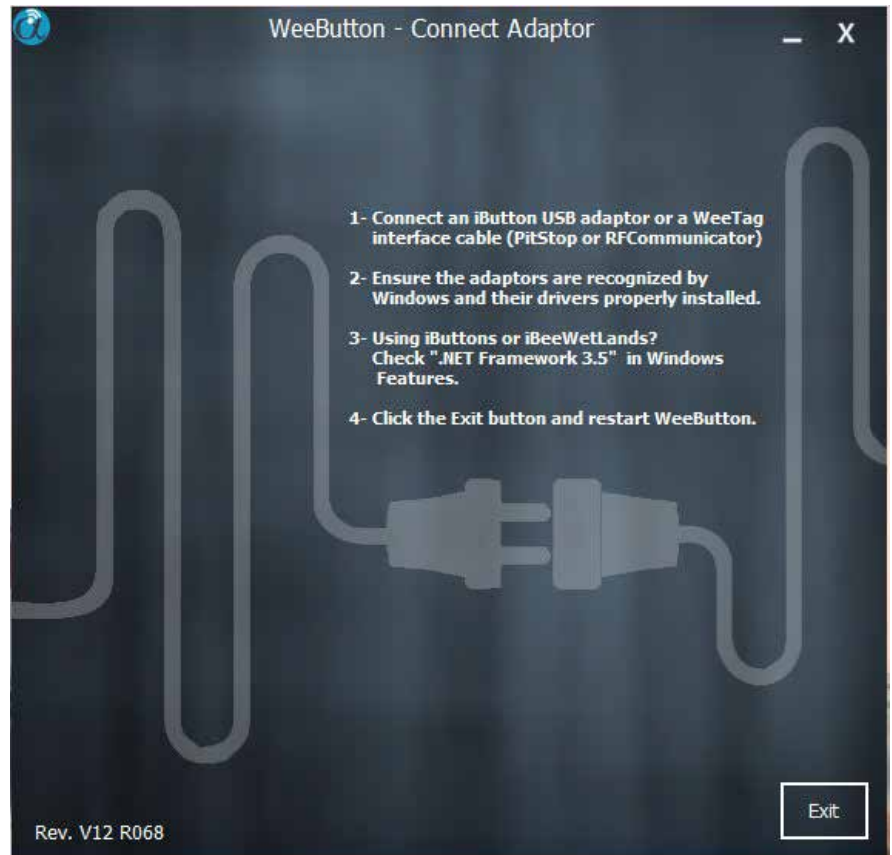 WeeButton - Connect Adaptor
X
1- Connect an iButton USB adaptor or a WeeTag
interface cable (PitStop or RFCommunicator)
2- Ensure the adaptors are recognized by
Windows and their drivers properly installed.
3- Using iButtons or iBeeWetLands?
Check ".NET Framework 3.5" in Windows
Features.
4- Click the Exit button and restart WeeButton.
Exit
Rev. V12 R068